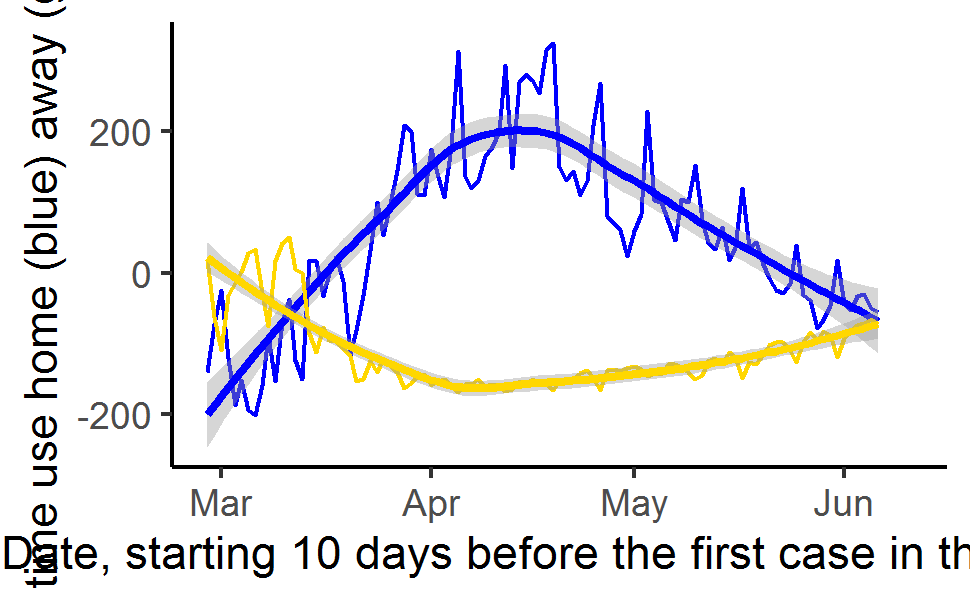 time use home (blue) away (
200
0
-200
Mar Apr May Jun
Date, starting 10 days before the first case in th